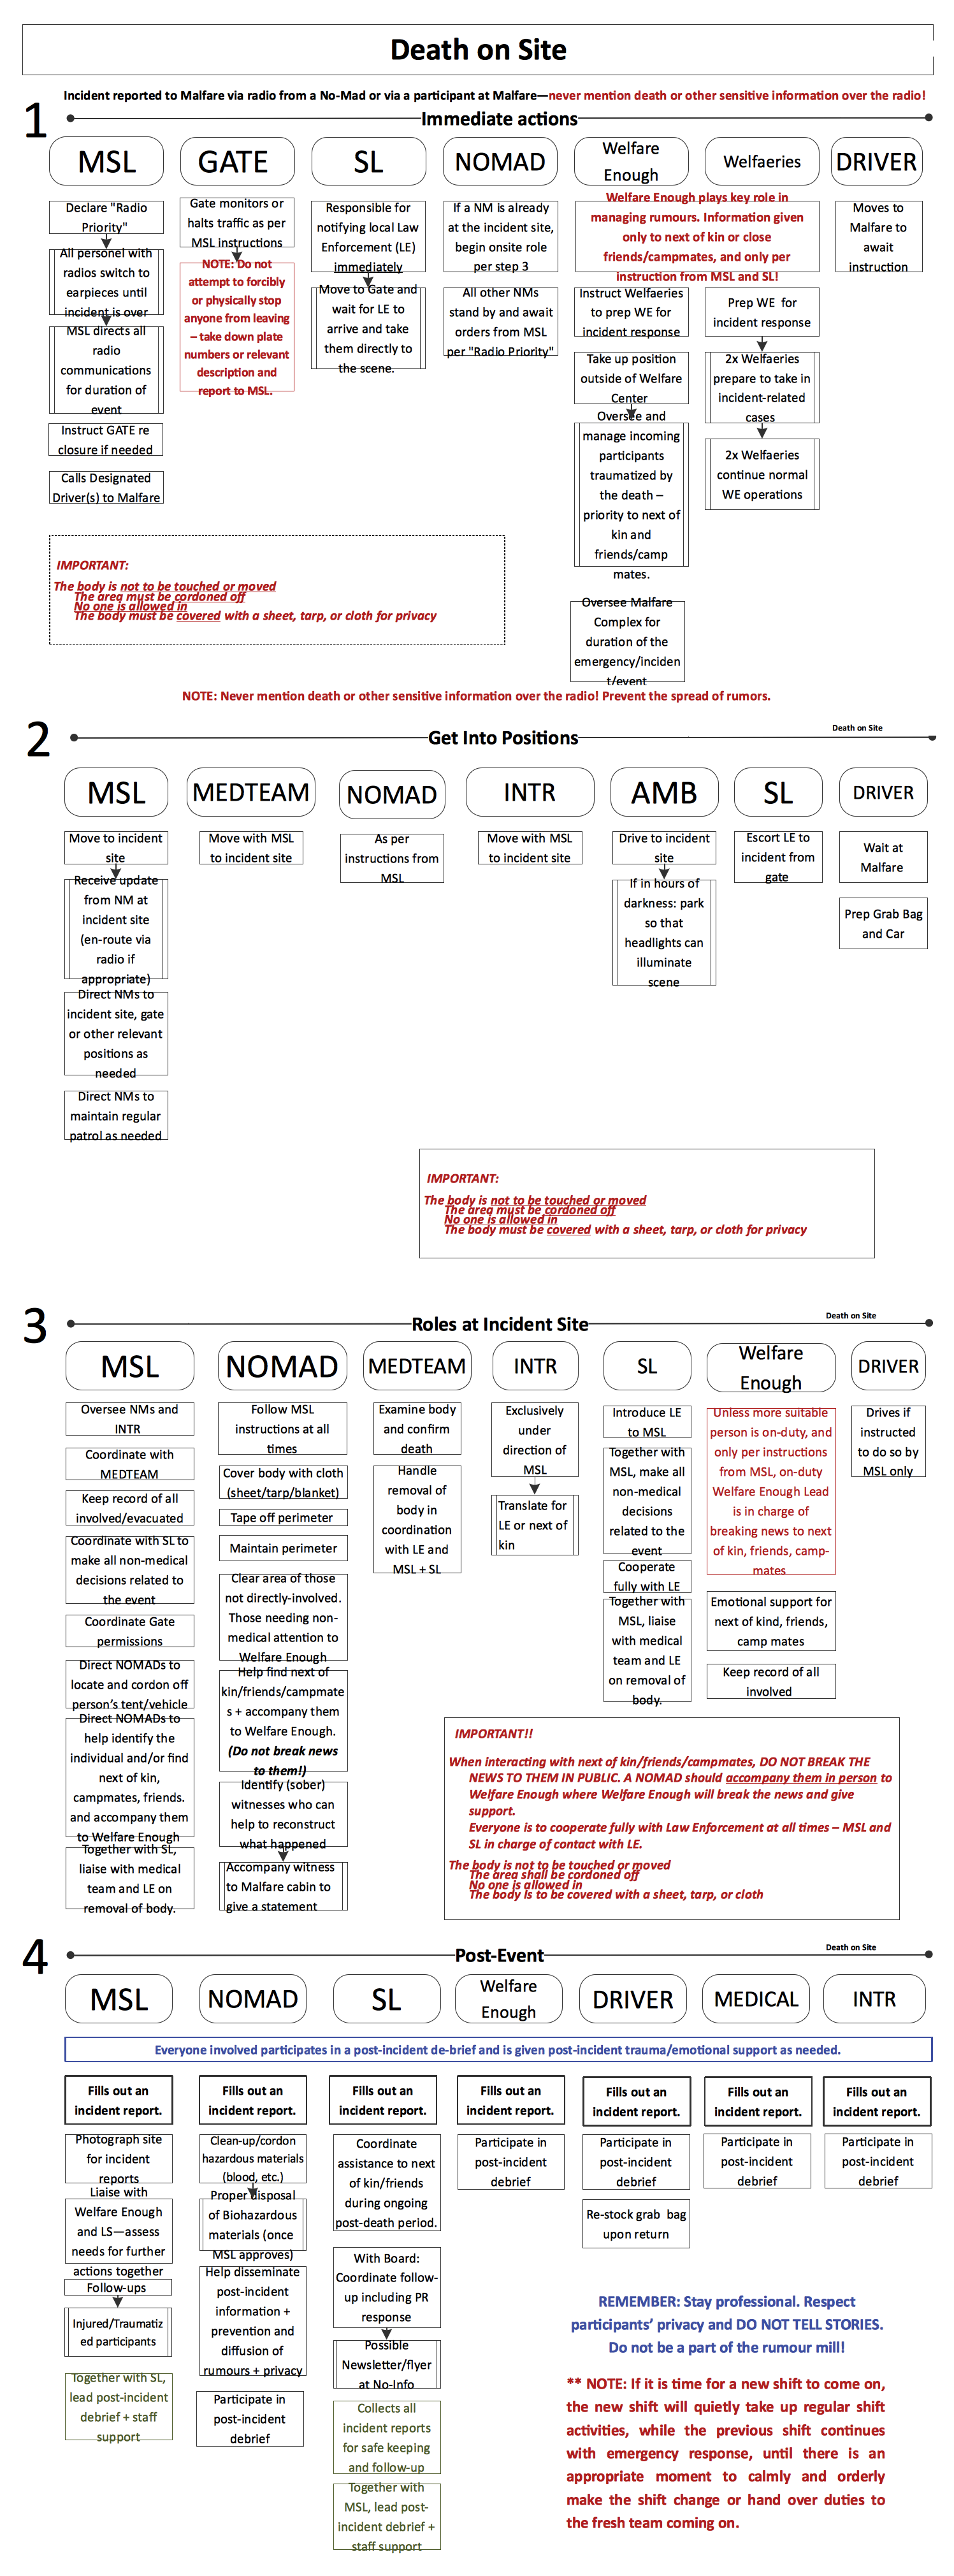 Death on Site
Incident reported to Malfare via radio from a No-Mad or via a participant at Malfare—never mention death or other sensitive information over the radio!
1
Immediate actions
MSL
Declare "Radio
Priority"
All personel with
radios switch to
earpieces until
incident is over
MSL directs all
radio
communications
for duration of
event
Instruct GATE re
closure if needed
Calls Designated
Driver(s) to Malfare
GATE
Gate monitors or
halts traffic as per
MSL instructions
NOTE: Do not
attempt to forcibly
or physically stop
anyone from leaving
– take down plate
numbers or relevant
description and
report to MSL.
SL
Responsible for
notifying local Law
Enforcement (LE)
immediately
Move to Gate and
wait for LE to
arrive and take
them directly to
the scene.
NOMAD
If a NM is already
at the incident site,
begin onsite role
per step 3
All other NMs
stand by and await
orders from MSL
per "Radio Priority"
Welfare
Enough
Welfaeries
Welfare Enough plays key role in
managing rumours. Information given
only to next of kin or close
friends/campmates, and only per
instruction from MSL and SL!
Instruct Welfaeries
to prep WE for
incident response
Take up position
outside of Welfare
Center
Oversee and
manage incoming
participants
traumatized by
the death –
priority to next of
kin and
friends/camp
mates.
Oversee Malfare
Complex for
duration of the
emergency/inciden
t/event
Prep WE for
incident response
2x Welfaeries
prepare to take in
incident-related
cases
2x Welfaeries
continue normal
WE operations
DRIVER
Moves to
Malfare to
await
instruction
IMPORTANT:
The body is not to be touched or moved
The area must be cordoned off
No one is allowed in
The body must be covered with a sheet, tarp, or cloth for privacy
NOTE: Never mention death or other sensitive information over the radio! Prevent the spread of rumors.
2
Death on Site
Get Into Positions
MSL
Move to incident
site
Receive update
from NM at
incident site
(en-route via
radio if
appropriate)
Direct NMs to
incident site, gate
or other relevant
positions as
needed
Direct NMs to
maintain regular
patrol as needed
MEDTEAM
Move with MSL
to incident site
NOMAD
As per
instructions from
MSL
INTR
Move with MSL
to incident site
AMB
Drive to incident
site
If in hours of
darkness: park
so that
headlights can
illuminate
scene
SL
Escort LE to
incident from
gate
DRIVER
Wait at
Malfare
Prep Grab Bag
and Car
IMPORTANT:
The body is not to be touched or moved
The area must be cordoned off
No one is allowed in
The body must be covered with a sheet, tarp, or cloth for privacy
3
Death on Site
Roles at Incident Site
MSL
Oversee NMs and
INTR
Coordinate with
MEDTEAM
Keep record of all
involved/evacuated
Coordinate with SL to
make all non-medical
decisions related to
the event
Coordinate Gate
permissions
Direct NOMADs to
locate and cordon off
person's tent/vehicle
Direct NOMADs to
help identify the
individual and/or find
next of kin,
campmates, friends.
and accompany them
to Welfare Enough
Together with SL,
liaise with medical
team and LE on
removal of body.
NOMAD
Follow MSL
instructions at all
times
Cover body with cloth
(sheet/tarp/blanket)
Tape off perimeter
Maintain perimeter
Clear area of those
not directly-involved.
Those needing non-
medical attention to
Welfare Enough
Help find next of
kin/friends/campmate
s + accompany them
to Welfare Enough.
(Do not break news
to them!)
Identify (sober)
witnesses who can
help to reconstruct
what happened
Accompany witness
to Malfare cabin to
give a statement
MEDTEAM
Examine body
and confirm
death
Handle
removal of
body in
coordination
with LE and
MSL + SL
INTR
Exclusively
under
direction of
MSL
Translate for
LE or next of
kin
SL
Introduce LE
to MSL
Together with
MSL, make all
non-medical
decisions
related to the
event
Cooperate
fully with LE
Together with
MSL, liaise
with medical
team and LE
on removal of
body.
Welfare
Enough
Unless more suitable
person is on-duty, and
only per instructions
from MSL, on-duty
Welfare Enough Lead
is in charge of
breaking news to next
of kin, friends, camp-
mates
Emotional support for
next of kind, friends,
camp mates
Keep record of all
involved
DRIVER
Drives if
instructed
to do so by
MSL only
IMPORTANT!!
When interacting with next of kin/friends/campmates, DO NOT BREAK THE
NEWS TO THEM IN PUBLIC. A NOMAD should accompany them in person to
Welfare Enough where Welfare Enough will break the news and give
support.
Everyone is to cooperate fully with Law Enforcement at all times – MSL and
SL in charge of contact with LE.
The body is not to be touched or moved
The area shall be cordoned off
No one is allowed in
The body is to be covered with a sheet, tarp, or cloth
4
Death on Site
Post-Event
MSL
NOMAD
SL
Welfare
Enough
DRIVER
MEDICAL
INTR
Everyone involved participates in a post-incident de-brief and is given post-incident trauma/emotional support as needed.
Fills out an
incident report.
Photograph site
for incident
reports
Liaise with
Welfare Enough
and LS—assess
needs for further
actions together
Follow-ups
Injured/Traumatiz
ed participants
Together with SL,
lead post-incident
debrief + staff
support
Fills out an
incident report.
Clean-up/cordon
hazardous materials
(blood, etc.)
Proper disposal
of Biohazardous
materials (once
MSL approves)
Help disseminate
post-incident
information +
prevention and
diffusion of
rumours + privacy
Participate in
post-incident
debrief
Fills out an
incident report.
Coordinate
assistance to next
of kin/friends
during ongoing
post-death period.
With Board:
Coordinate follow-
up including PR
response
Possible
Newsletter/flyer
at No-Info
Collects all
incident reports
for safe keeping
and follow-up
Together with
MSL, lead post-
incident debrief +
staff support
Fills out an
incident report.
Participate in
post-incident
debrief
Fills out an
incident report.
Participate in
post-incident
debrief
Re-stock grab bag
upon return
Fills out an
incident report.
Participate in
post-incident
debrief
Fills out an
incident report.
Participate in
post-incident
debrief
REMEMBER: Stay professional. Respect
participants' privacy and DO NOT TELL STORIES.
Do not be a part of the rumour mill!
** NOTE: If it is time for a new shift to come on,
the new shift will quietly take up regular shift
activities, while the previous shift continues
with emergency response, until there is an
appropriate moment to calmly and orderly
make the shift change or hand over duties to
the fresh team coming on.